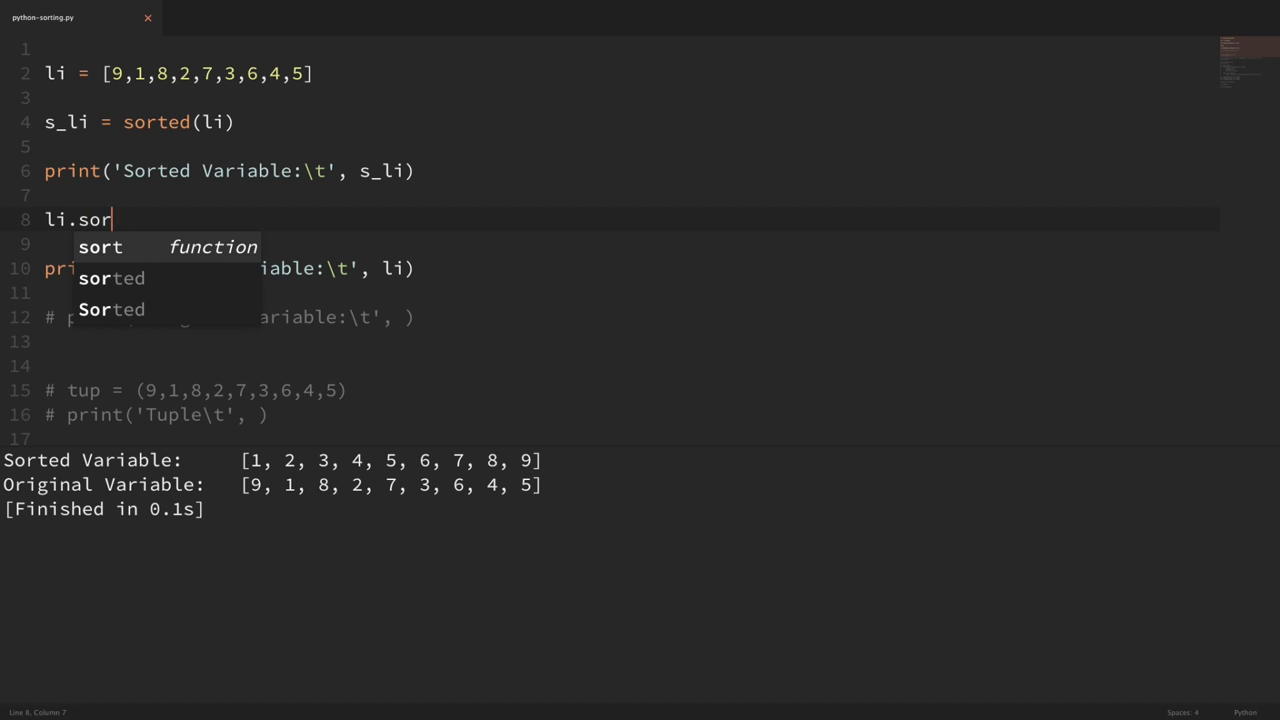 python-sorting.py
1
2 li = [9,1,8,2,7,3,6,4,5]
3
4 s_li = sorted(li)
5
6 print('Sorted Variable:\t', s_li)
7
8 li.sor
sort function
9
10 pri iable:\t', li)
sorted
11
Sorted
12 # p ariable:\t', )
13
14
15 # tup = (9,1,8,2,7,3,6,4,5)
16 # print('Tuple\t', )
17
Sorted Variable: [1, 2, 3, 4, 5, 6, 7, 8, 9]
Original Variable: [9, 1, 8, 2, 7, 3, 6, 4, 5]
[Finished in 0.1s]
Line 8, Column 7 Spaces: 4 Python